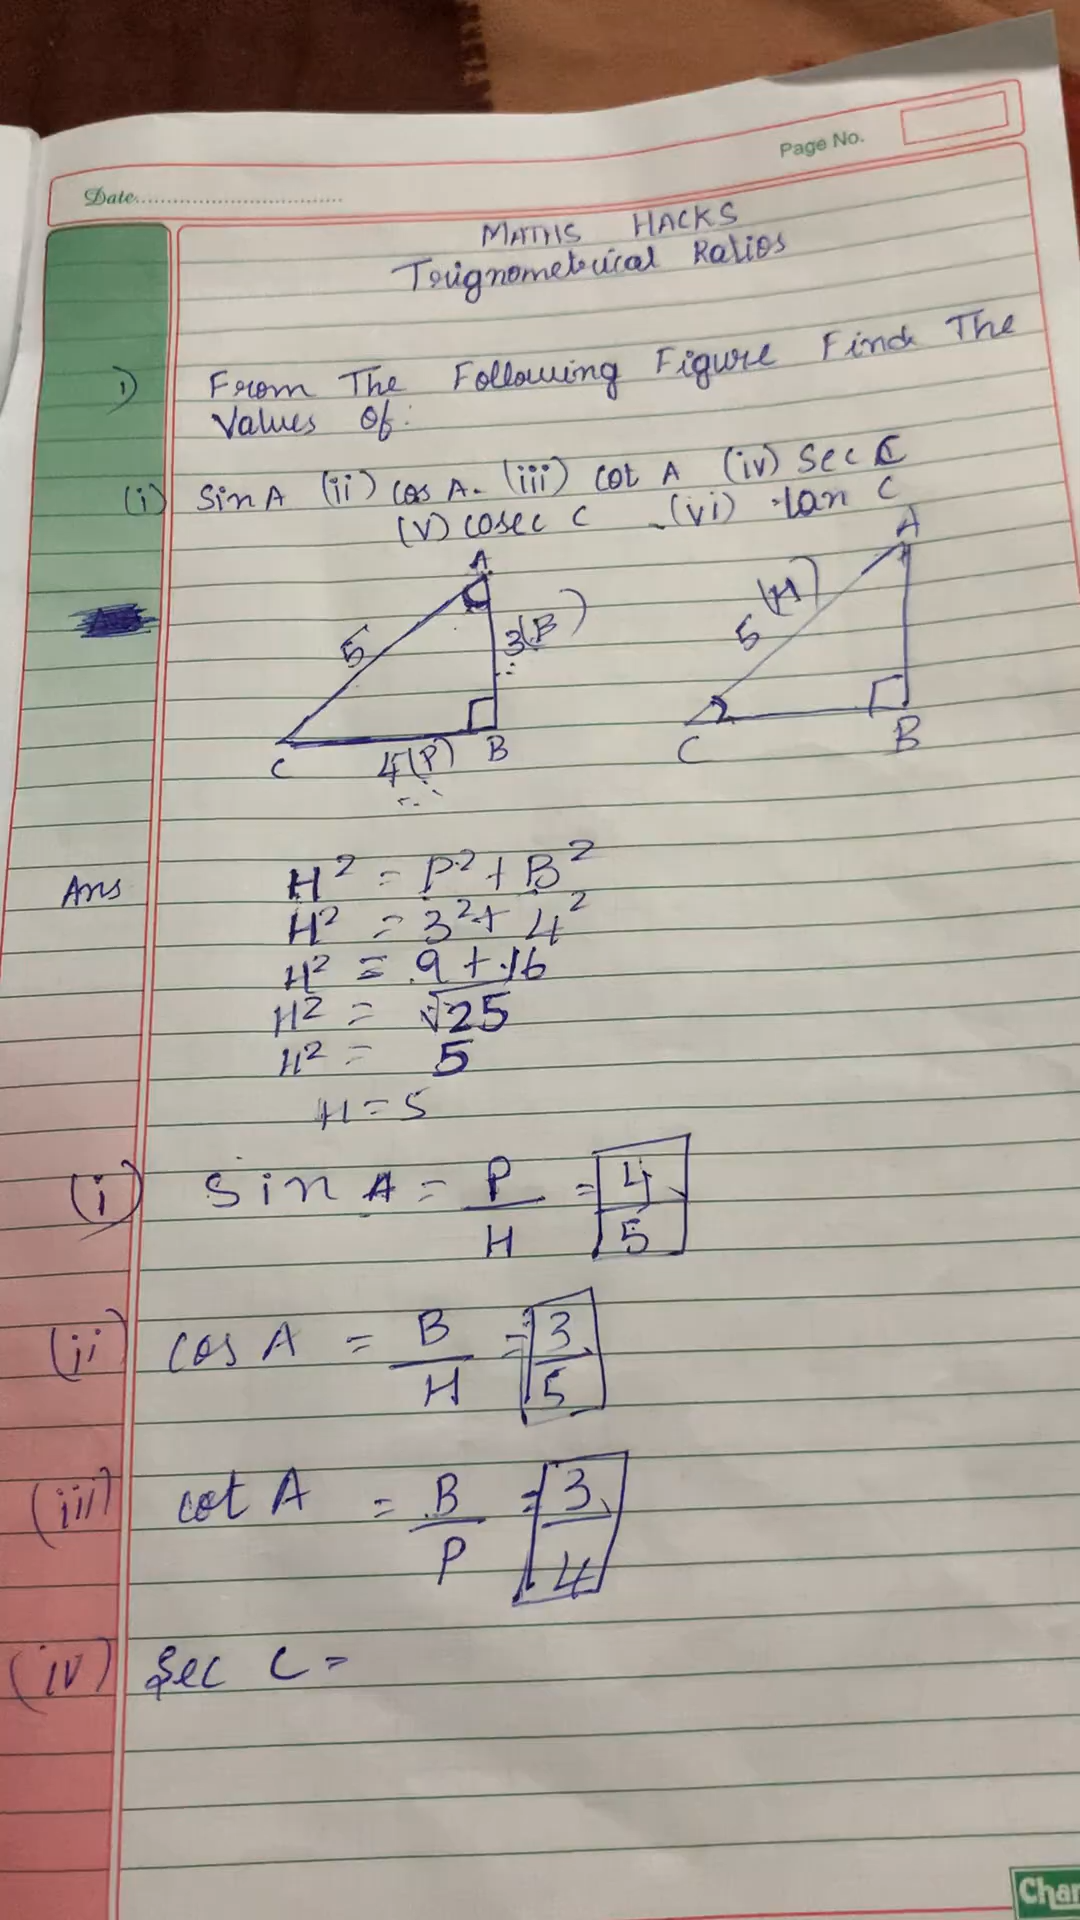 Page No.
Date
MATHS HACKS
Trignometrical Ratios
1) From The Following Figure Find The
Values Of:
(i) Sin A (ii) cos A. (iii) cot A (iv) Sec C
(v) cosec C (vi) tan C
A
A
5
3(B)
5 (H)
C
4(P)
B
C
B
Ans
H² = P² + B²
H² = 3² + 4²
H² = 9 + 16
H² = √25
H² = 5
H = 5
(i) Sin A = P/H = 4/5
(ii) cos A = B/H = 3/5
(iii) cot A = B/P = 3/4
(iv) Sec C =